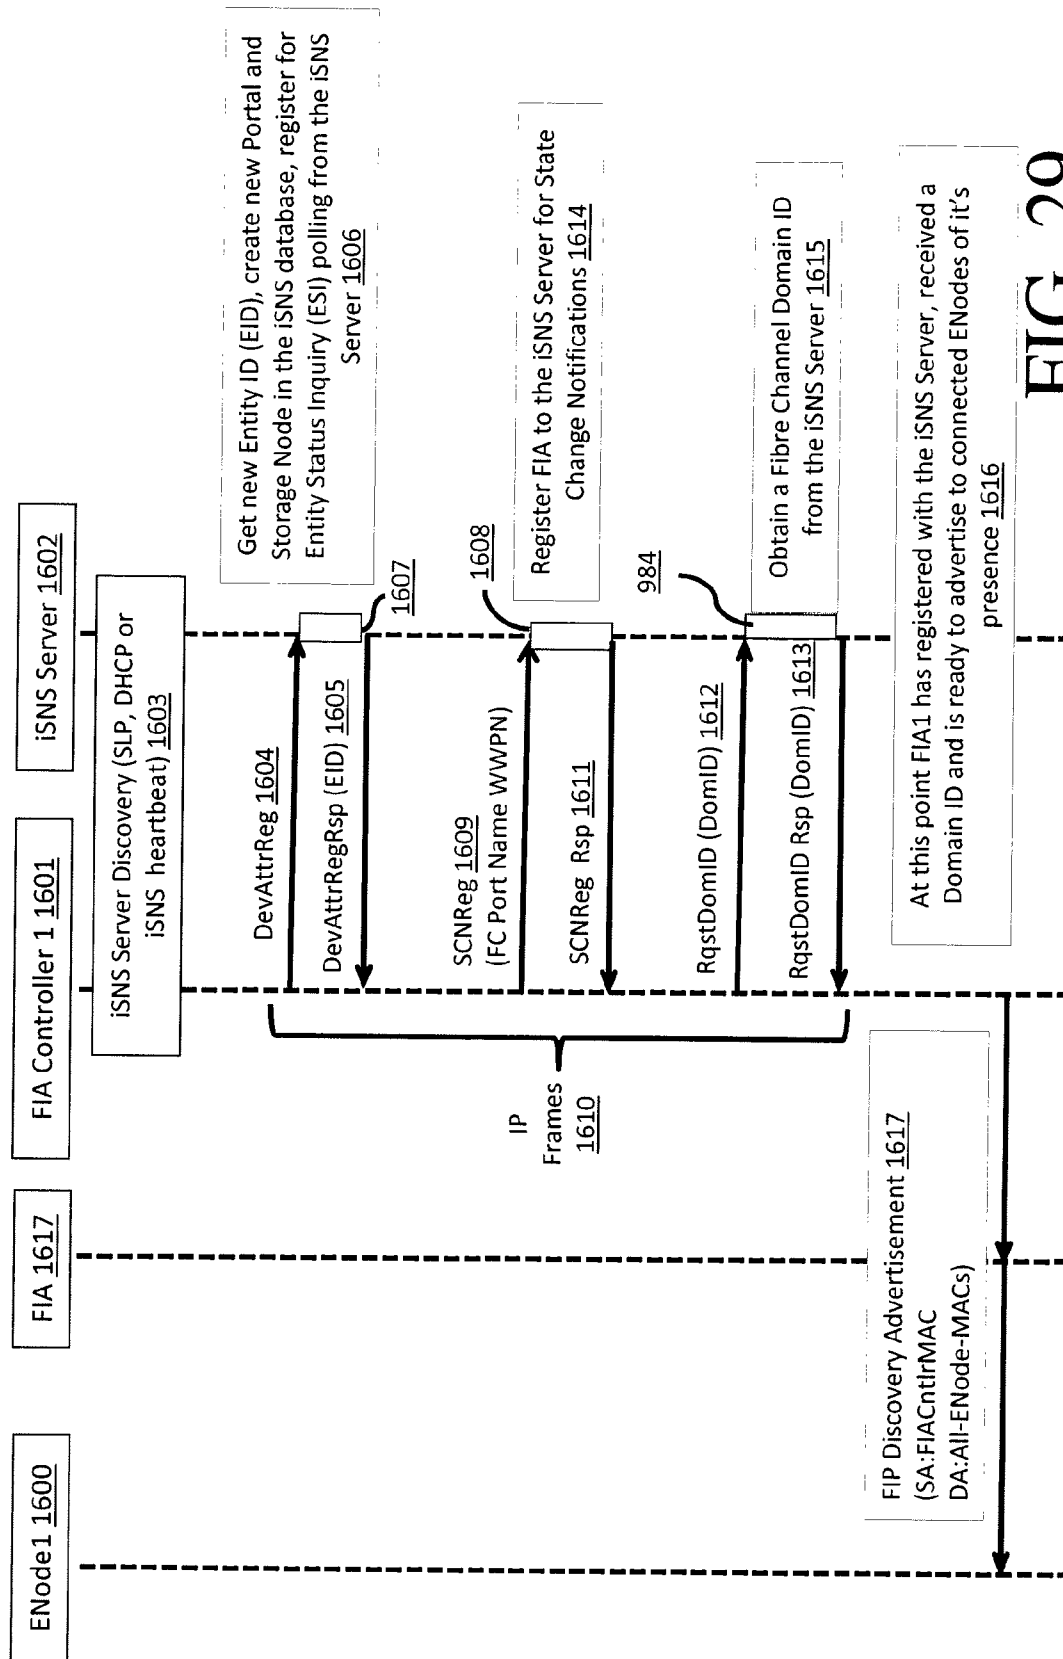 ENode1 1600
FIA 1617
FIA Controller 1 1601
iSNS Server 1602
iSNS Server Discovery (SLP, DHCP or
iSNS heartbeat) 1603
DevAttrReg 1604
DevAttrRegRsp (EID) 1605
1607
Get new Entity ID (EID), create new Portal and
Storage Node in the iSNS database, register for
Entity Status Inquiry (ESI) polling from the iSNS
Server 1606
IP
Frames
1610
SCNReg 1609
(FC Port Name WWPN)
SCNReg Rsp 1611
1608
Register FIA to the iSNS Server for State
Change Notifications 1614
RqstDomID (DomID) 1612
RqstDomID Rsp (DomID) 1613
984
Obtain a Fibre Channel Domain ID
from the iSNS Server 1615
FIP Discovery Advertisement 1617
(SA:FIACntlrMAC
DA:All-ENode-MACs)
At this point FIA1 has registered with the iSNS Server, received a
Domain ID and is ready to advertise to connected ENodes of it's
presence 1616
FIG. 29